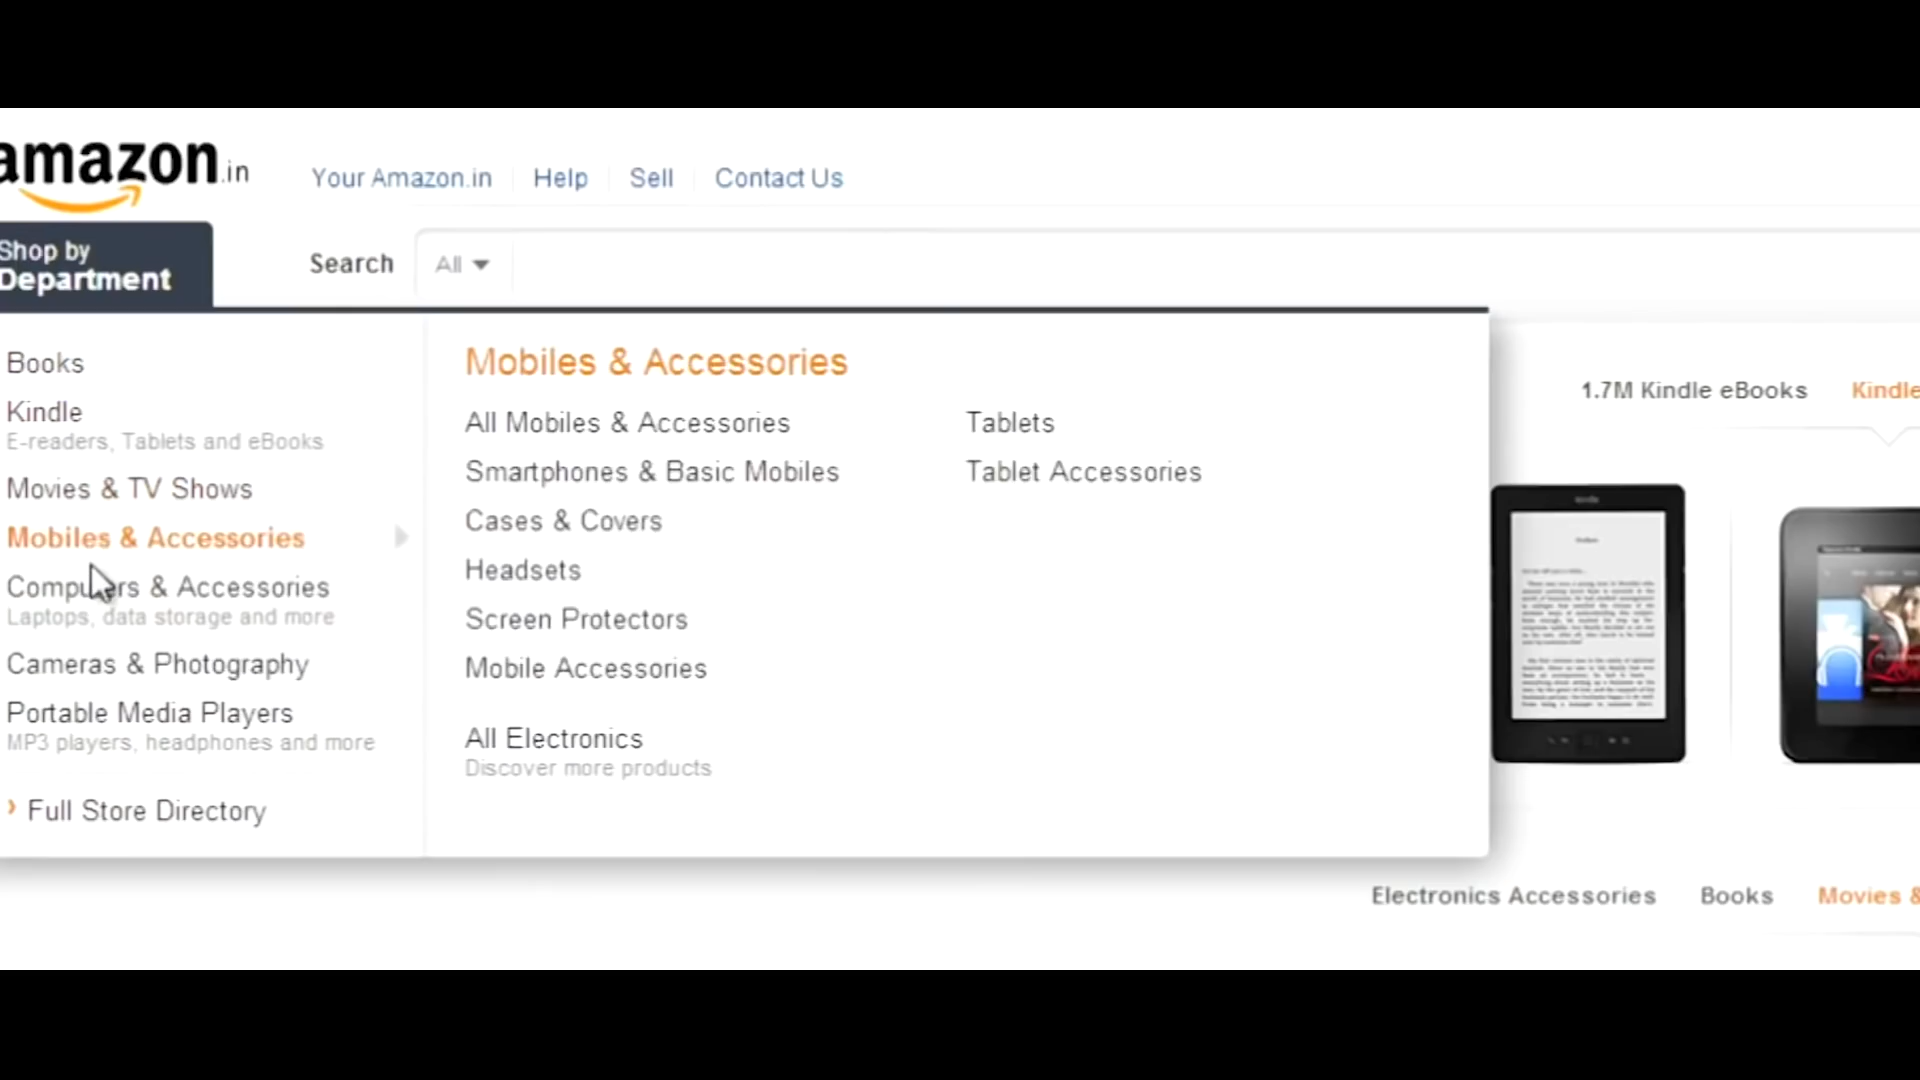 amazon.in
Your Amazon.in Help Sell Contact Us
Shop by
Department
Search All
Books
Kindle
E-readers, Tablets and eBooks
Movies & TV Shows
Mobiles & Accessories
Computers & Accessories
Laptops, data storage and more
Cameras & Photography
Portable Media Players
MP3 players, headphones and more
› Full Store Directory
Mobiles & Accessories
All Mobiles & Accessories
Smartphones & Basic Mobiles
Cases & Covers
Headsets
Screen Protectors
Mobile Accessories
All Electronics
Discover more products
Tablets
Tablet Accessories
1.7M Kindle eBooks Kindle
Electronics Accessories Books Movies &